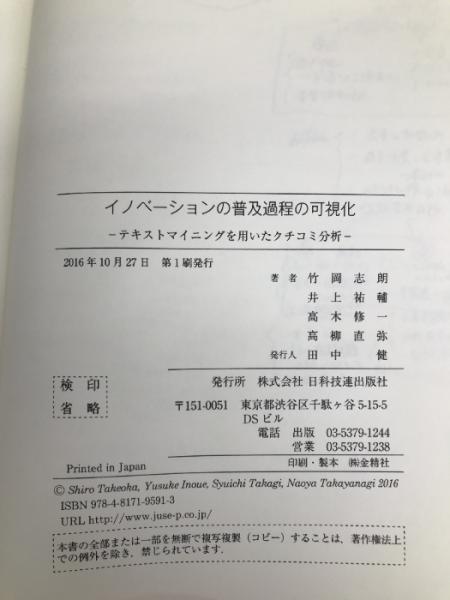 イノベーションの普及過程の可視化
－テキストマイニングを用いたクチコミ分析－
2016年10月27日 第1刷発行
著者 竹岡志朗
井上祐輔
高木修一
高柳直弥
発行人 田中健
検印
省略
発行所 株式会社 日科技連出版社
〒151-0051 東京都渋谷区千駄ヶ谷5-15-5
DSビル
電話 出版 03-5379-1244
営業 03-5379-1238
Printed in Japan
印刷・製本 ㈱金精社
© Shiro Takeoka, Yusuke Inoue, Syuichi Takagi, Naoya Takayanagi 2016
ISBN 978-4-8171-9591-3
URL http://www.juse-p.co.jp/
本書の全部または一部を無断で複写複製（コピー）することは、著作権法上
での例外を除き、禁じられています．